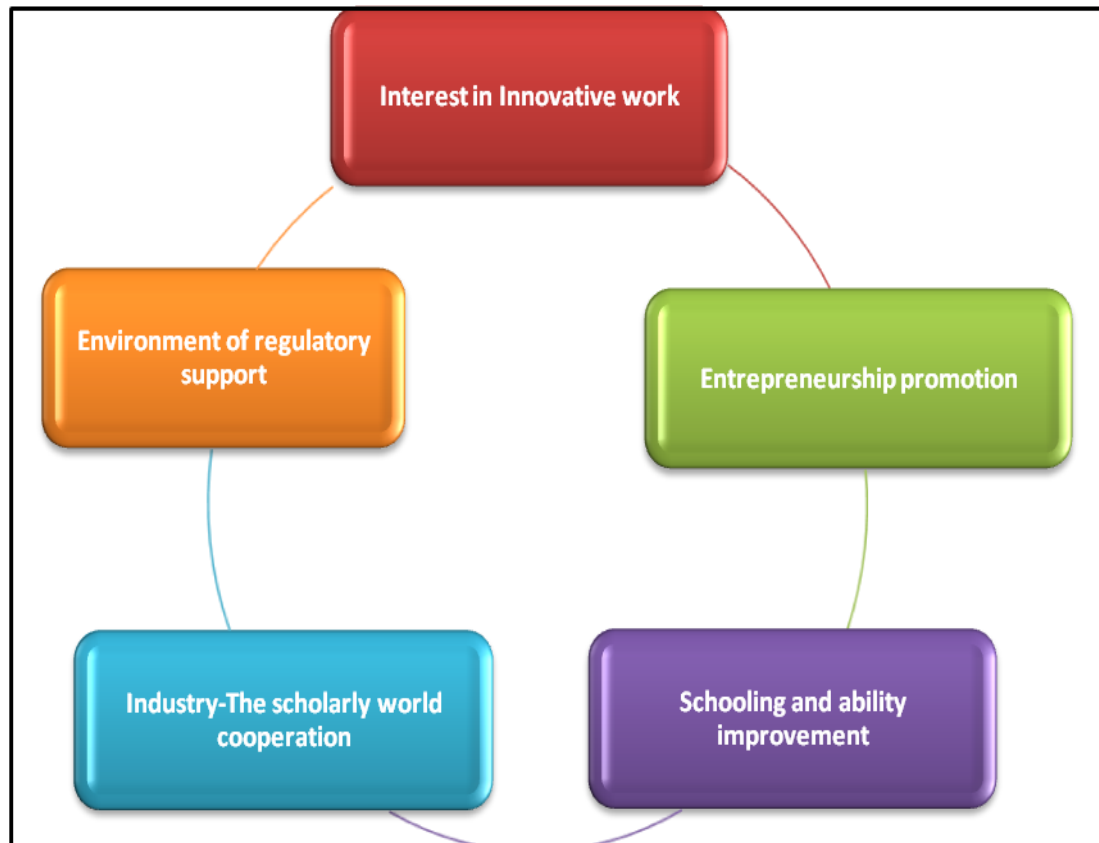 Interest in Innovative work
Entrepreneurship promotion
Schooling and ability
improvement
Industry-The scholarly world
cooperation
Environment of regulatory
support